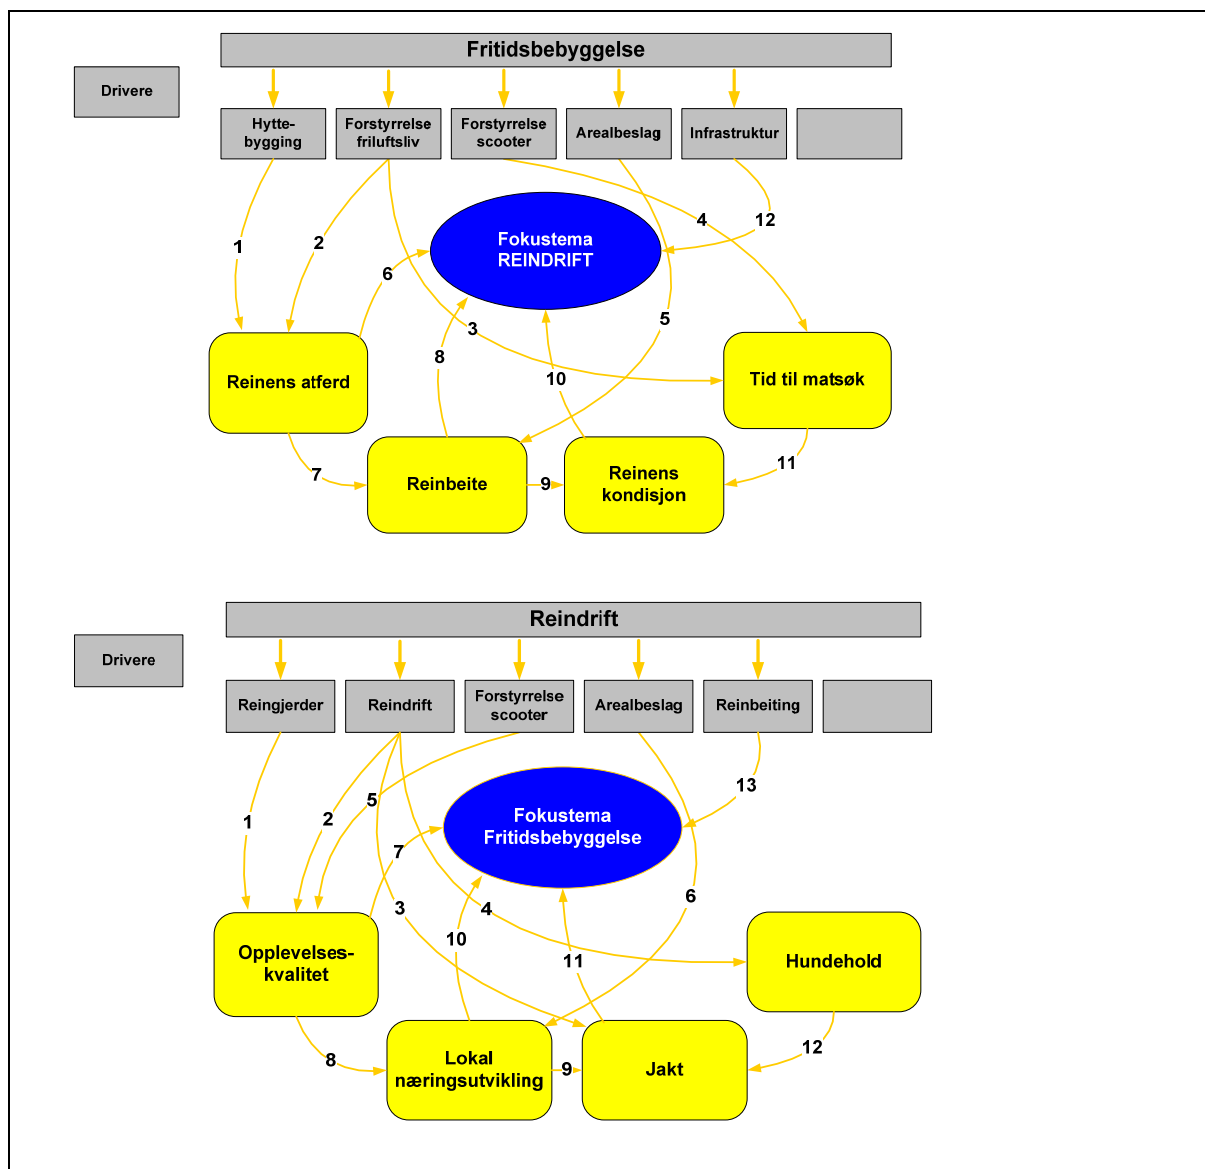 Fritidsbebyggelse
Drivere
Hytte-
bygging
Forstyrrelse
friluftsliv
Forstyrrelse
scooter
Arealbeslag
Infrastruktur
1
2
3
4
5
6
7
8
9
10
11
12
Fokustema
REINDRIFT
Reinens atferd
Tid til matsøk
Reinbeite
Reinens
kondisjon
Reindrift
Drivere
Reingjerder
Reindrift
Forstyrrelse
scooter
Arealbeslag
Reinbeiting
1
2
3
4
5
6
7
8
9
10
11
12
13
Fokustema
Fritidsbebyggelse
Opplevelses-
kvalitet
Hundehold
Lokal
næringsutvikling
Jakt